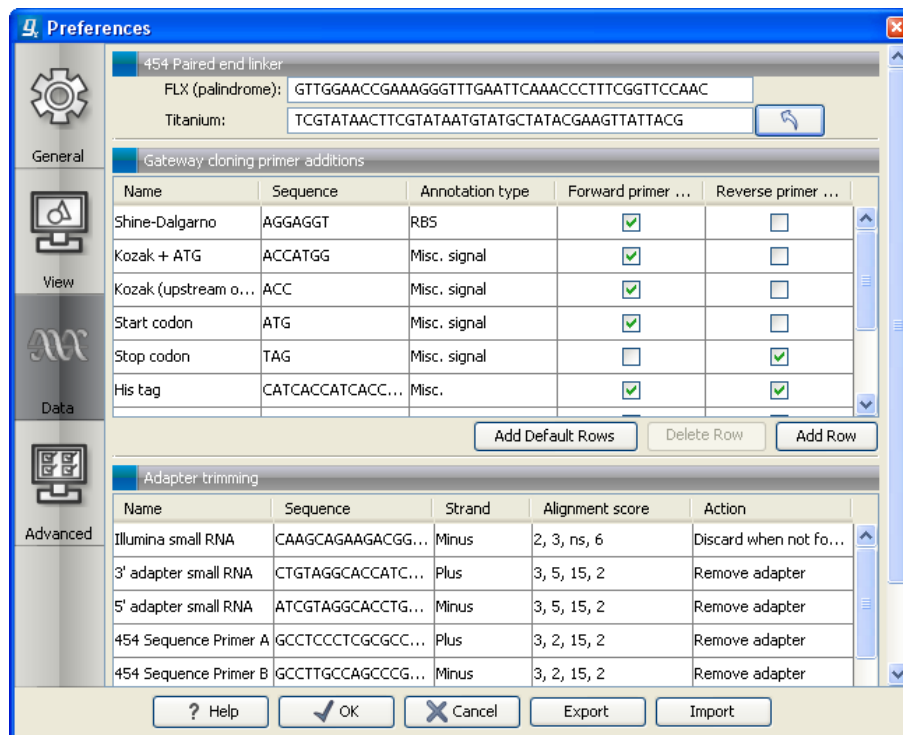 Preferences
454 Paired end linker
FLX (palindrome): GTTGGAACCGAAAGGGTTTGAATTCAAACCCTTTCGGTTCCAAC
Titanium: TCGTATAACTTCGTATAATGTATGCTATACGAAGTTATTACG
General
Gateway cloning primer additions
Name Sequence Annotation type Forward primer ... Reverse primer ...
Shine-Dalgarno AGGAGGT RBS
Kozak + ATG ACCATGG Misc. signal
View
Kozak (upstream o... ACC Misc. signal
Start codon ATG Misc. signal
Stop codon TAG Misc. signal
His tag CATCACCATCACC... Misc.
Data
Add Default Rows Delete Row Add Row
Adapter trimming
Name Sequence Strand Alignment score Action
Advanced
Illumina small RNA CAAGCAGAAGACGG... Minus 2, 3, ns, 6 Discard when not fo...
3' adapter small RNA CTGTAGGCACCATC... Plus 3, 5, 15, 2 Remove adapter
5' adapter small RNA ATCGTAGGCACCTG... Minus 3, 5, 15, 2 Remove adapter
454 Sequence Primer A GCCTCCCTCGCGCC... Plus 3, 2, 15, 2 Remove adapter
454 Sequence Primer B GCCTTGCCAGCCCG... Minus 3, 2, 15, 2 Remove adapter
? Help OK Cancel Export Import